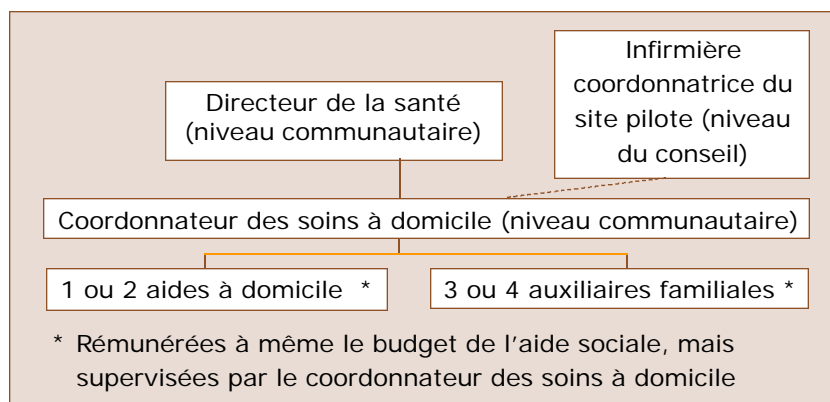 Infirmière
coordonnatrice du
site pilote (niveau
du conseil)
Directeur de la santé
(niveau communautaire)
Coordonnateur des soins à domicile (niveau communautaire)
1 ou 2 aides à domicile *
3 ou 4 auxiliaires familiales *
* Rémunérées à même le budget de l'aide sociale, mais
supervisées par le coordonnateur des soins à domicile